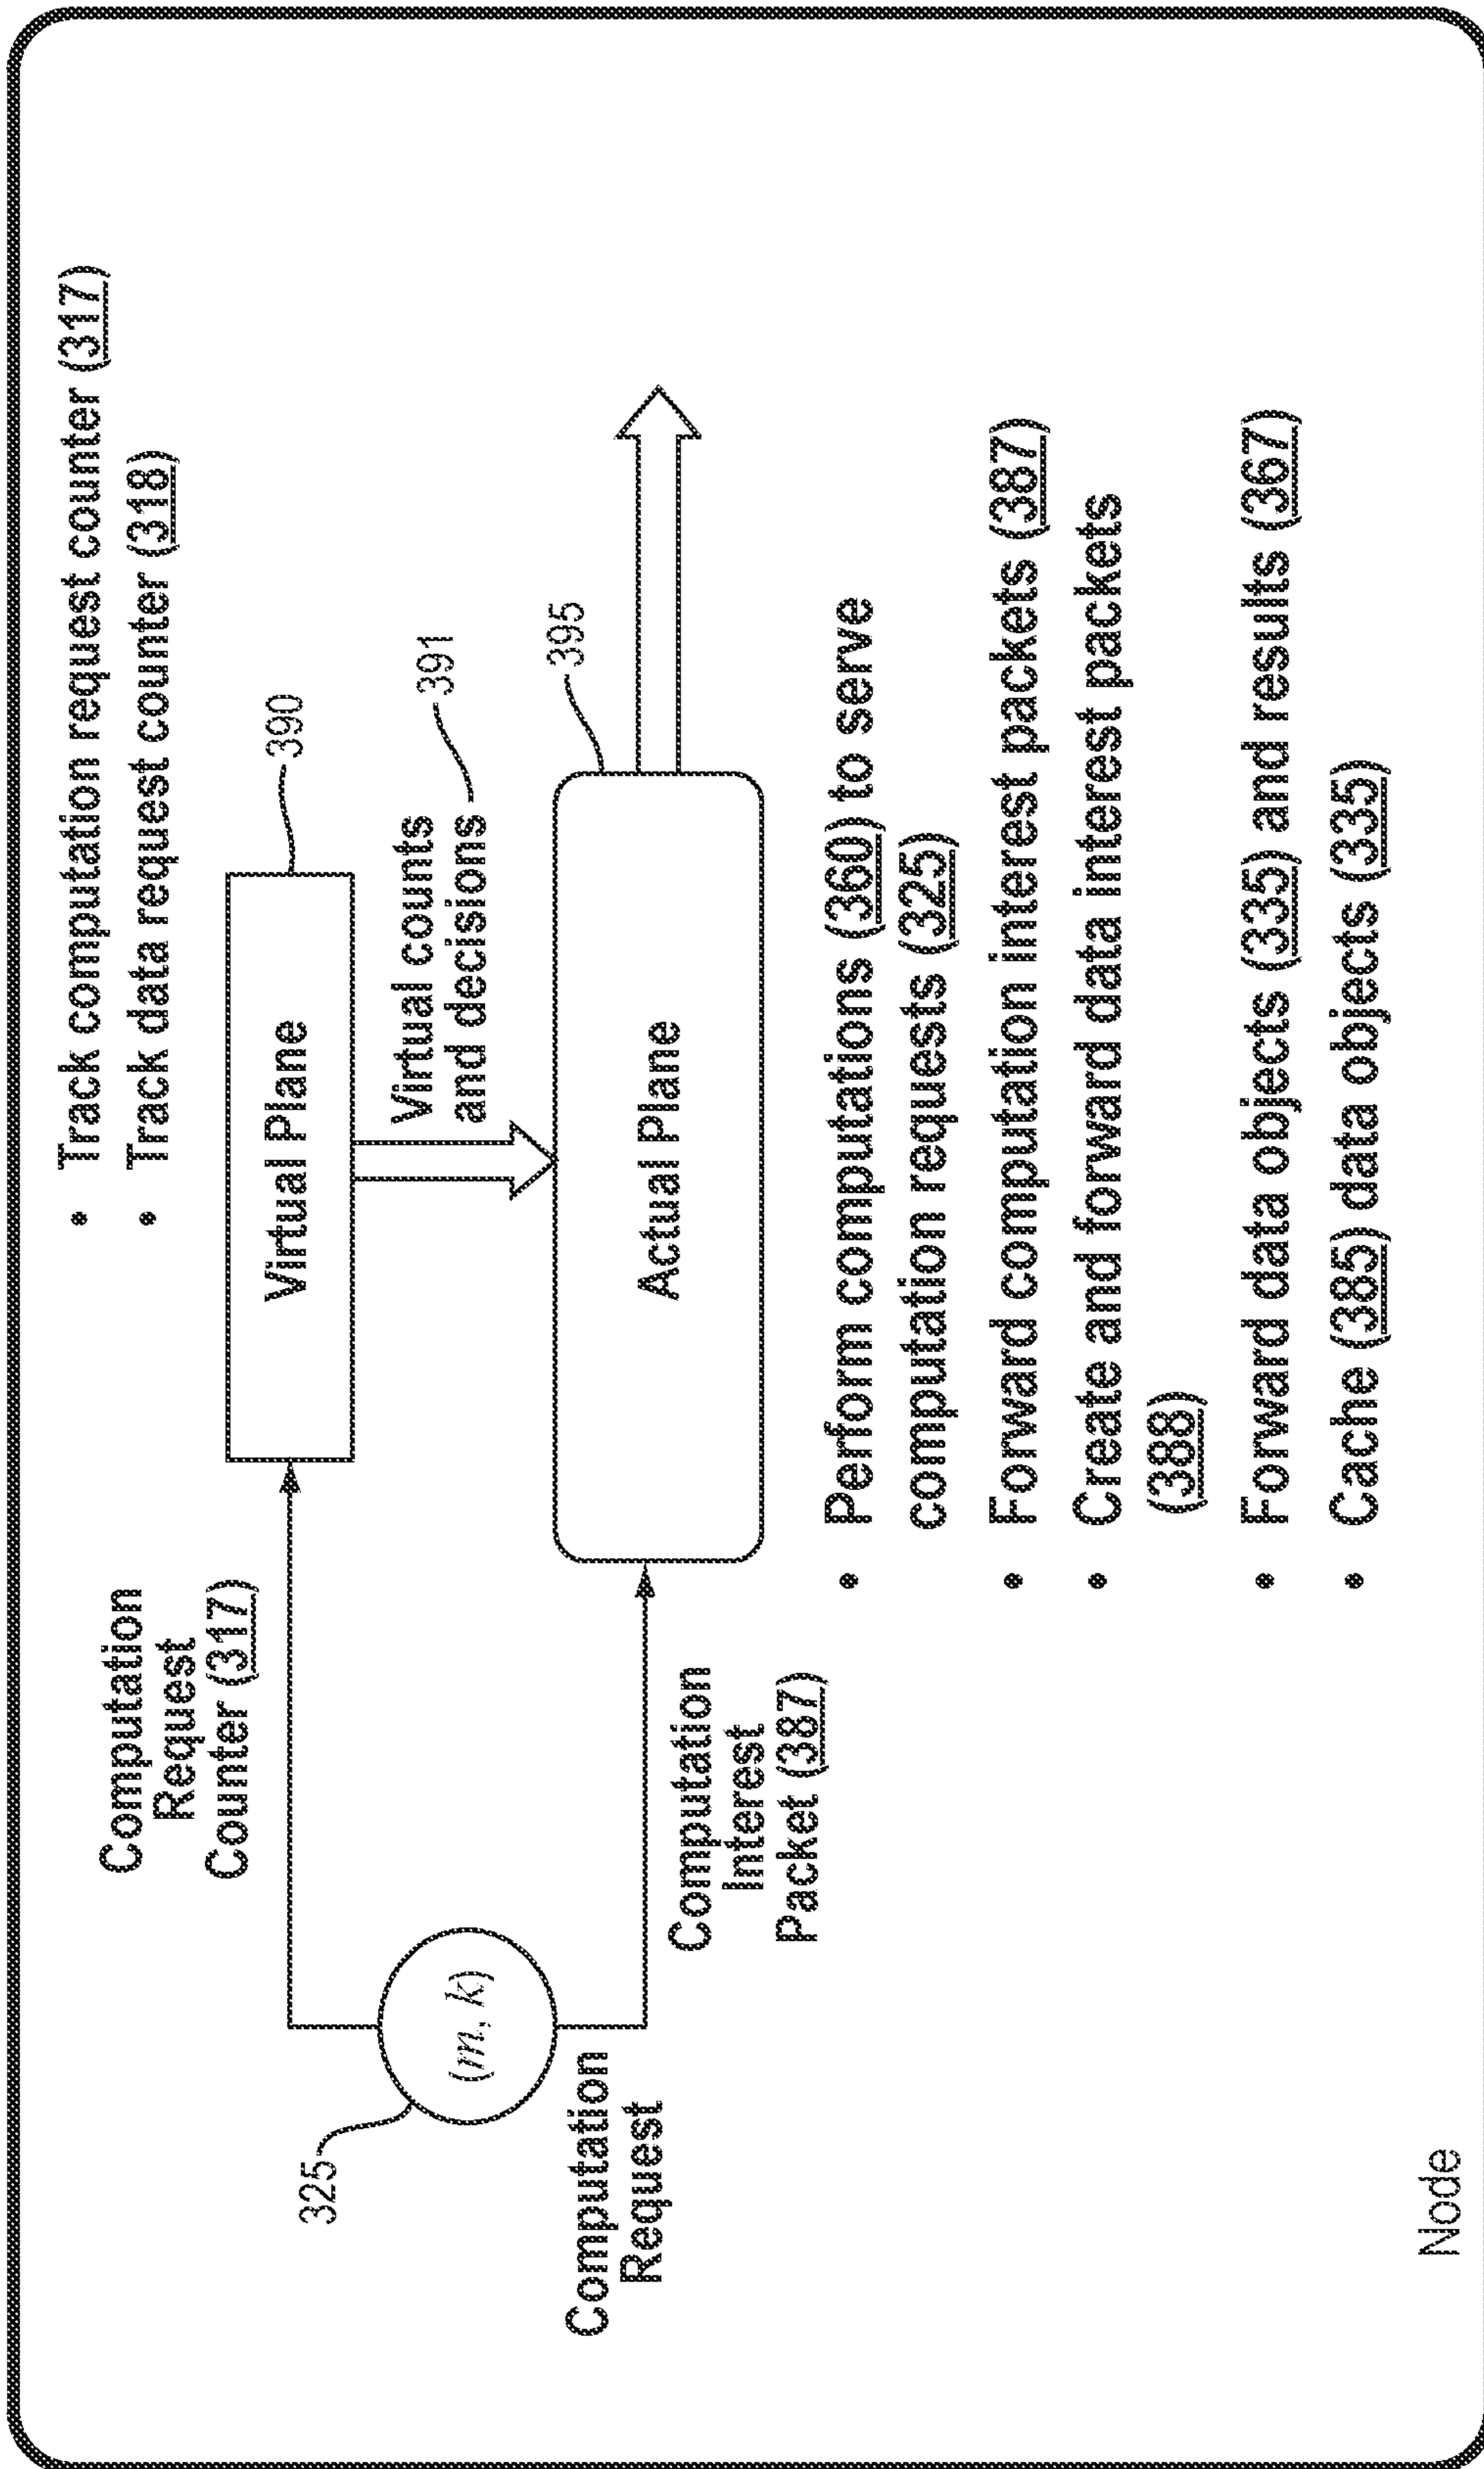 • Track computation request counter (317)
• Track data request counter (318)
Computation
Request
Counter (317)
Virtual Plane
390
Virtual counts
and decisions
391
325
(m, k)
Computation
Request
Computation
Interest
Packet (387)
Actual Plane
395
• Perform computations (360) to serve
computation requests (325)
• Forward computation interest packets (387)
• Create and forward data interest packets
(388)
• Forward data objects (335) and results (367)
• Cache (385) data objects (335)
Node